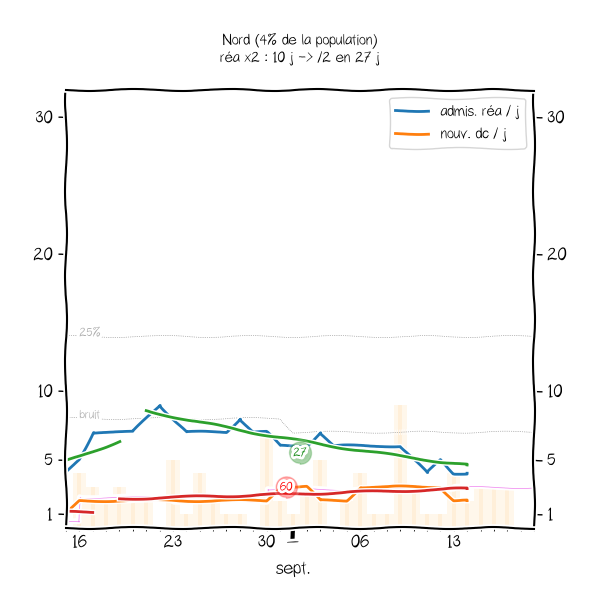 Nord (4% de la population)
réa x2 : 10 j -> /2 en 27 j
admis. réa / j
nouv. dc / j
30
30
20
20
25%
10
10
bruit
27
5
5
60
1
1
16 23 30 06 13
sept.